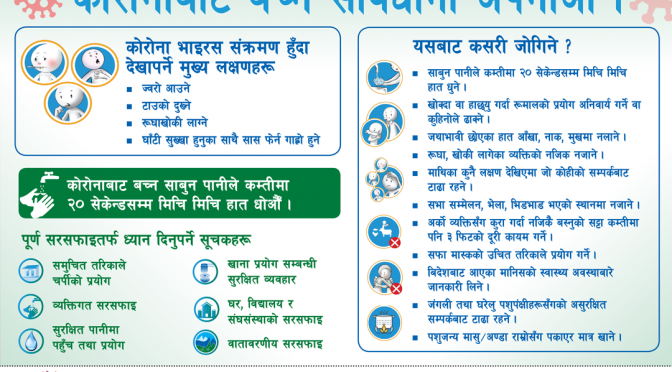 कोरोनाबाट बच्न सावधानी अपनाऔं ।
कोरोना भाइरस संक्रमण हुँदा
देखापर्ने मुख्य लक्षणहरू
ज्वरो आउने
टाउको दुख्ने
रूघाखोकी लाग्ने
घाँटी सुख्खा हुनुका साथै सास फेर्न गाह्रो हुने
कोरोनाबाट बच्न साबुन पानीले कम्तीमा
२० सेकेन्डसम्म मिचि मिचि हात धोऔं ।
पूर्ण सरसफाइतर्फ ध्यान दिनुपर्ने सूचकहरू
समुचित तरिकाले
चर्पीको प्रयोग
व्यक्तिगत सरसफाइ
सुरक्षित पानीमा
पहुँच तथा प्रयोग
खाना प्रयोग सम्बन्धी
सुरक्षित व्यवहार
घर, विद्यालय र
संघसंस्थाको सरसफाइ
वातावरणीय सरसफाइ
यसबाट कसरी जोगिने ?
साबुन पानीले कम्तीमा २० सेकेन्डसम्म मिचि मिचि
हात धुने ।
खोक्दा वा हाछ्यु गर्दा रूमालको प्रयोग अनिवार्य गर्ने वा
कुहिनोले ढाक्ने ।
जथाभावी छोएका हात आँखा, नाक, मुखमा नलाने ।
रूघा, खोकी लागेका व्यक्तिको नजिक नजाने ।
माथिका कुनै लक्षण देखिएमा जो कोहीको सम्पर्कबाट
टाढा रहने ।
सभा सम्मेलन, भेला, भिडभाड भएको स्थानमा नजाने ।
अर्को व्यक्तिसँग कुरा गर्दा नजिकै बस्नुको सट्टा कम्तीमा
पनि ३ फिटको दूरी कायम गर्ने ।
सफा मास्कको उचित तरिकाले प्रयोग गर्ने ।
बिदेशबाट आएका मानिसको स्वास्थ्य अवस्थाबारे
जानकारी लिने ।
जंगली तथा घरेलु पशुपंक्षीहरूसँगको असुरक्षित
सम्पर्कबाट टाढा रहने ।
पशुजन्य मासु/अण्डा राम्रोसँग पकाएर मात्र खाने ।